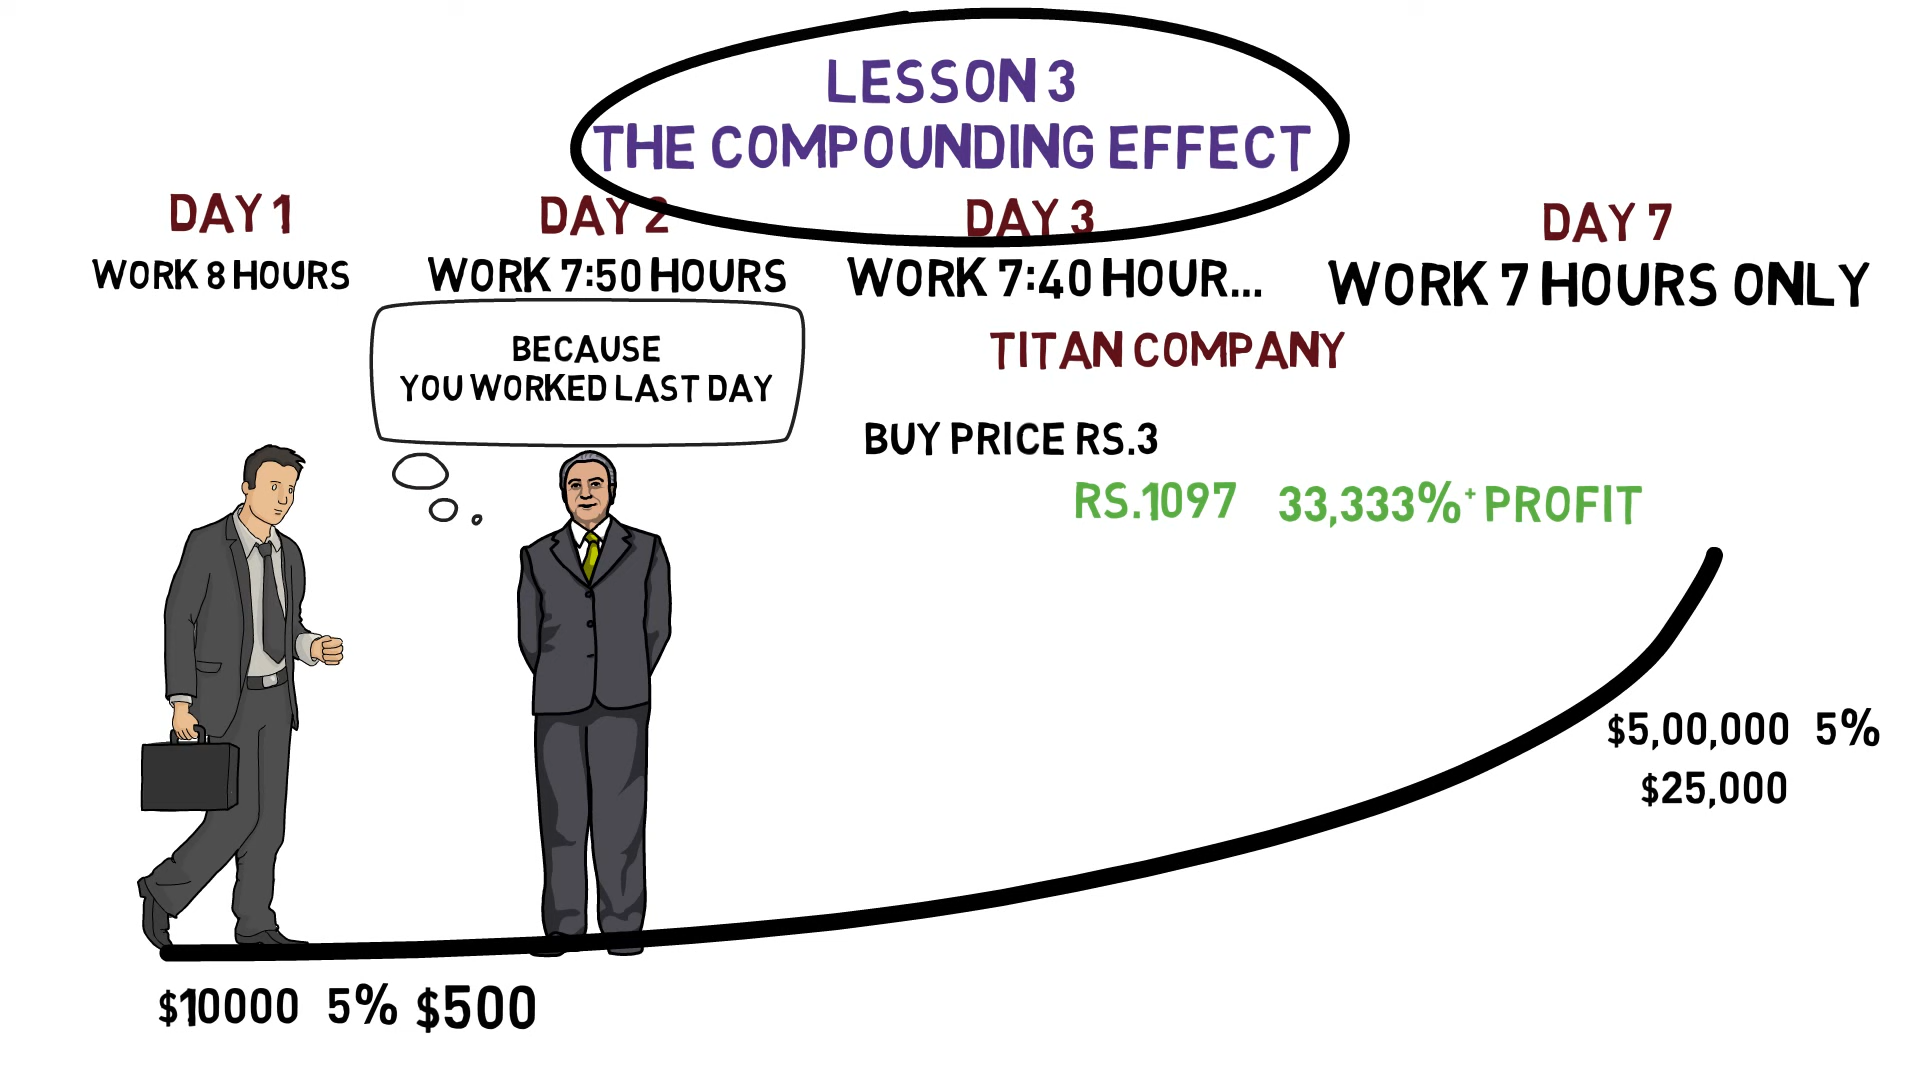 LESSON 3
THE COMPOUNDING EFFECT
DAY 1
WORK 8 HOURS
DAY 2
WORK 7:50 HOURS
DAY 3
WORK 7:40 HOUR...
DAY 7
WORK 7 HOURS ONLY
BECAUSE
YOU WORKED LAST DAY
TITAN COMPANY
BUY PRICE RS.3
RS.1097 33,333%+ PROFIT
$5,00,000 5%
$25,000
$10000 5% $500